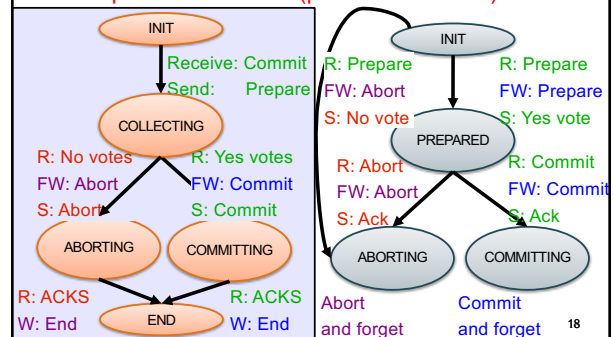 INIT
Receive: Commit
Send: Prepare
COLLECTING
R: No votes
FW: Abort
S: Abort
R: Yes votes
FW: Commit
S: Commit
ABORTING
COMMITTING
R: ACKS
W: End
R: ACKS
W: End
END
INIT
R: Prepare
FW: Abort
S: No vote
R: Prepare
FW: Prepare
S: Yes vote
PREPARED
R: Abort
FW: Abort
S: Ack
R: Commit
FW: Commit
S: Ack
ABORTING
COMMITTING
Abort
and forget
Commit
and forget
18